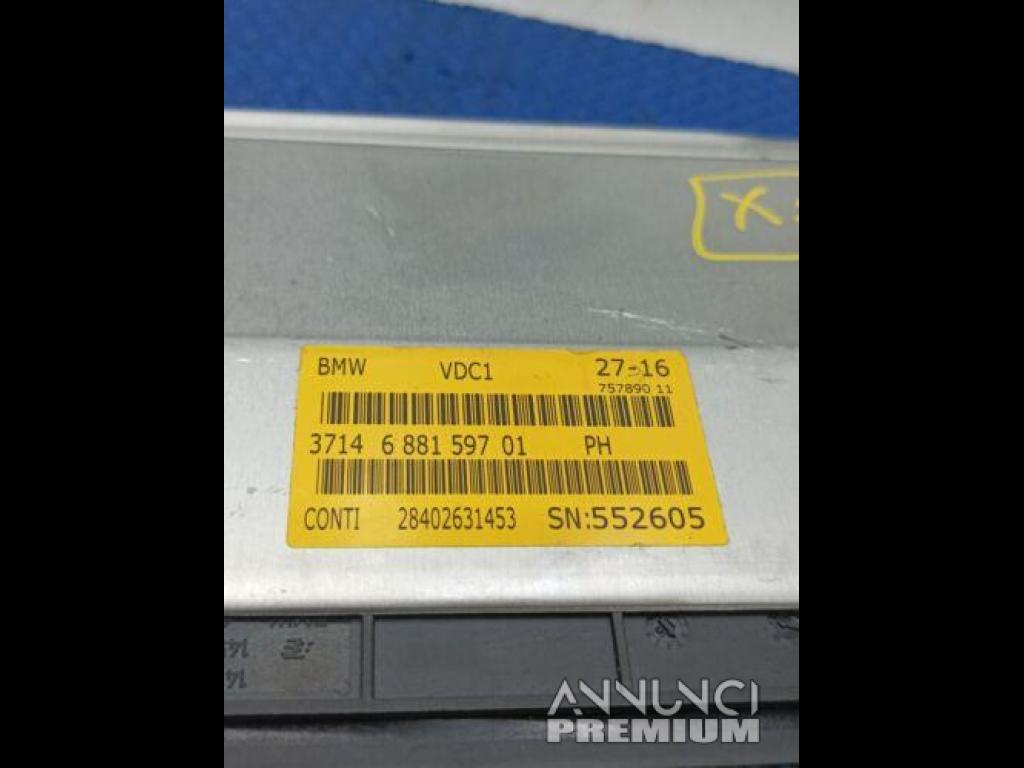 X
BMW VDC1 27-16
757890 11
3714 6 881 597 01 PH
CONTI 28402631453 SN:552605
ANNUNCI
PREMIUM